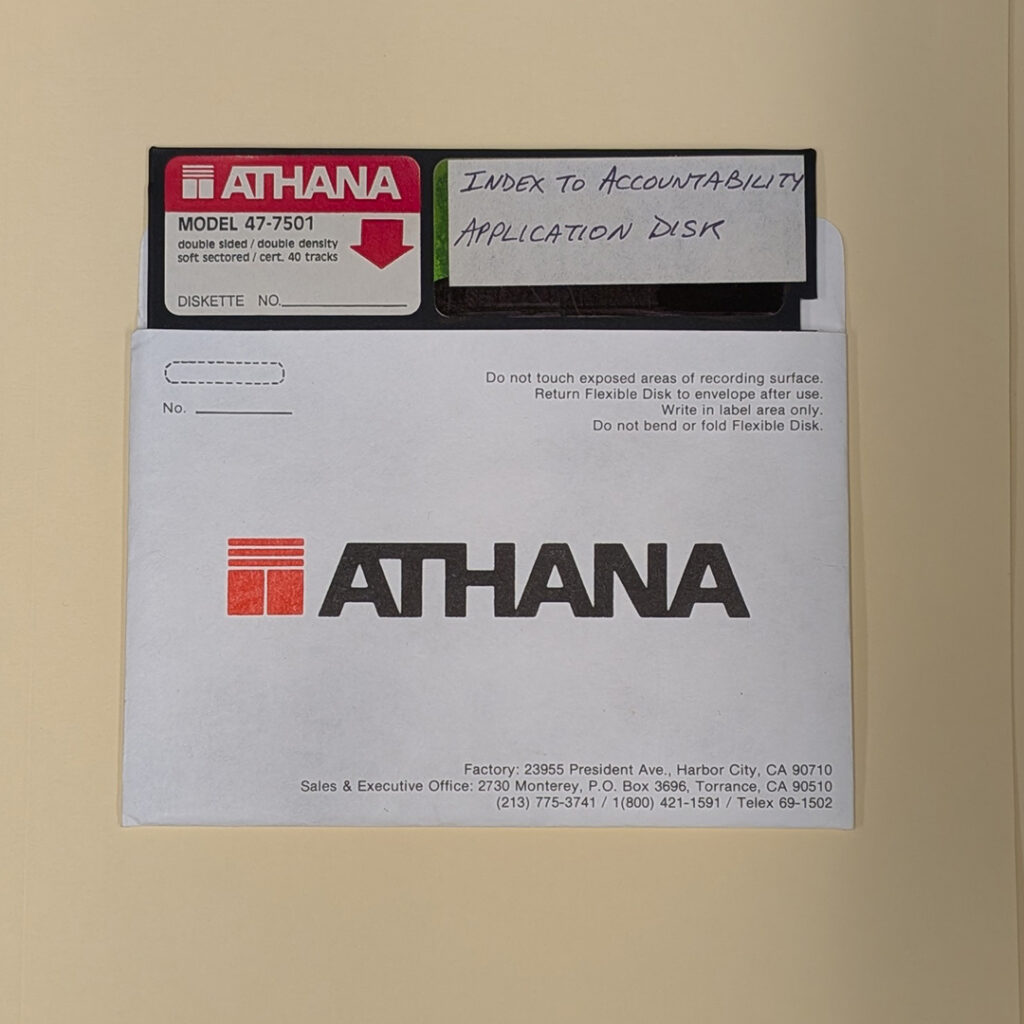 ATHANA
MODEL 47-7501
double sided / double density
soft sectored / cert. 40 tracks
DISKETTE NO.
INDEX TO ACCOUNTABILITY
APPLICATION DISK
No.
Do not touch exposed areas of recording surface.
Return Flexible Disk to envelope after use.
Write in label area only.
Do not bend or fold Flexible Disk.
ATHANA
Factory: 23955 President Ave., Harbor City, CA 90710
Sales & Executive Office: 2730 Monterey, P.O. Box 3696, Torrance, CA 90510
(213) 775-3741 / 1(800) 421-1591 / Telex 69-1502